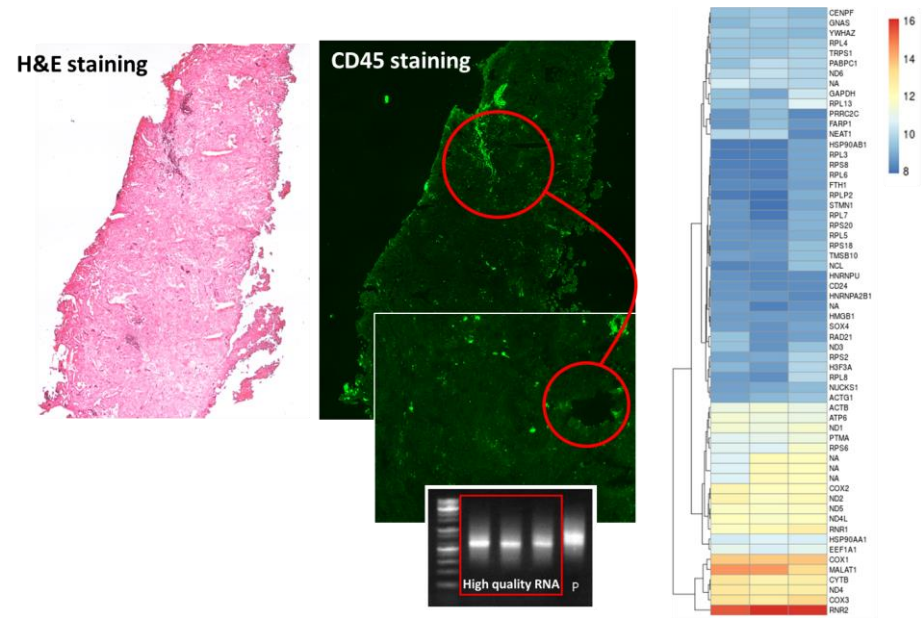 H&E staining
CD45 staining
High quality RNA
P
CENPF
GNAS
YWHAZ
RPL4
TRPS1
PABPC1
ND6
NA
GAPDH
RPL13
PRRC2C
FARP1
NEAT1
HSP90AB1
RPL3
RPS8
RPL6
FTH1
RPLP2
STMN1
RPL7
RPS20
RPL5
RPS18
TMSB10
NCL
HNRNPU
CD24
HNRNPA2B1
NA
HMGB1
SOX4
RAD21
ND3
RPS2
H3F3A
RPL8
NUCKS1
ACTG1
ACTB
ATP6
ND1
PTMA
RPS6
NA
NA
NA
COX2
ND2
ND5
ND4L
RNR1
HSP90AA1
EEF1A1
COX1
MALAT1
CYTB
ND4
COX3
RNR2
16
14
12
10
8